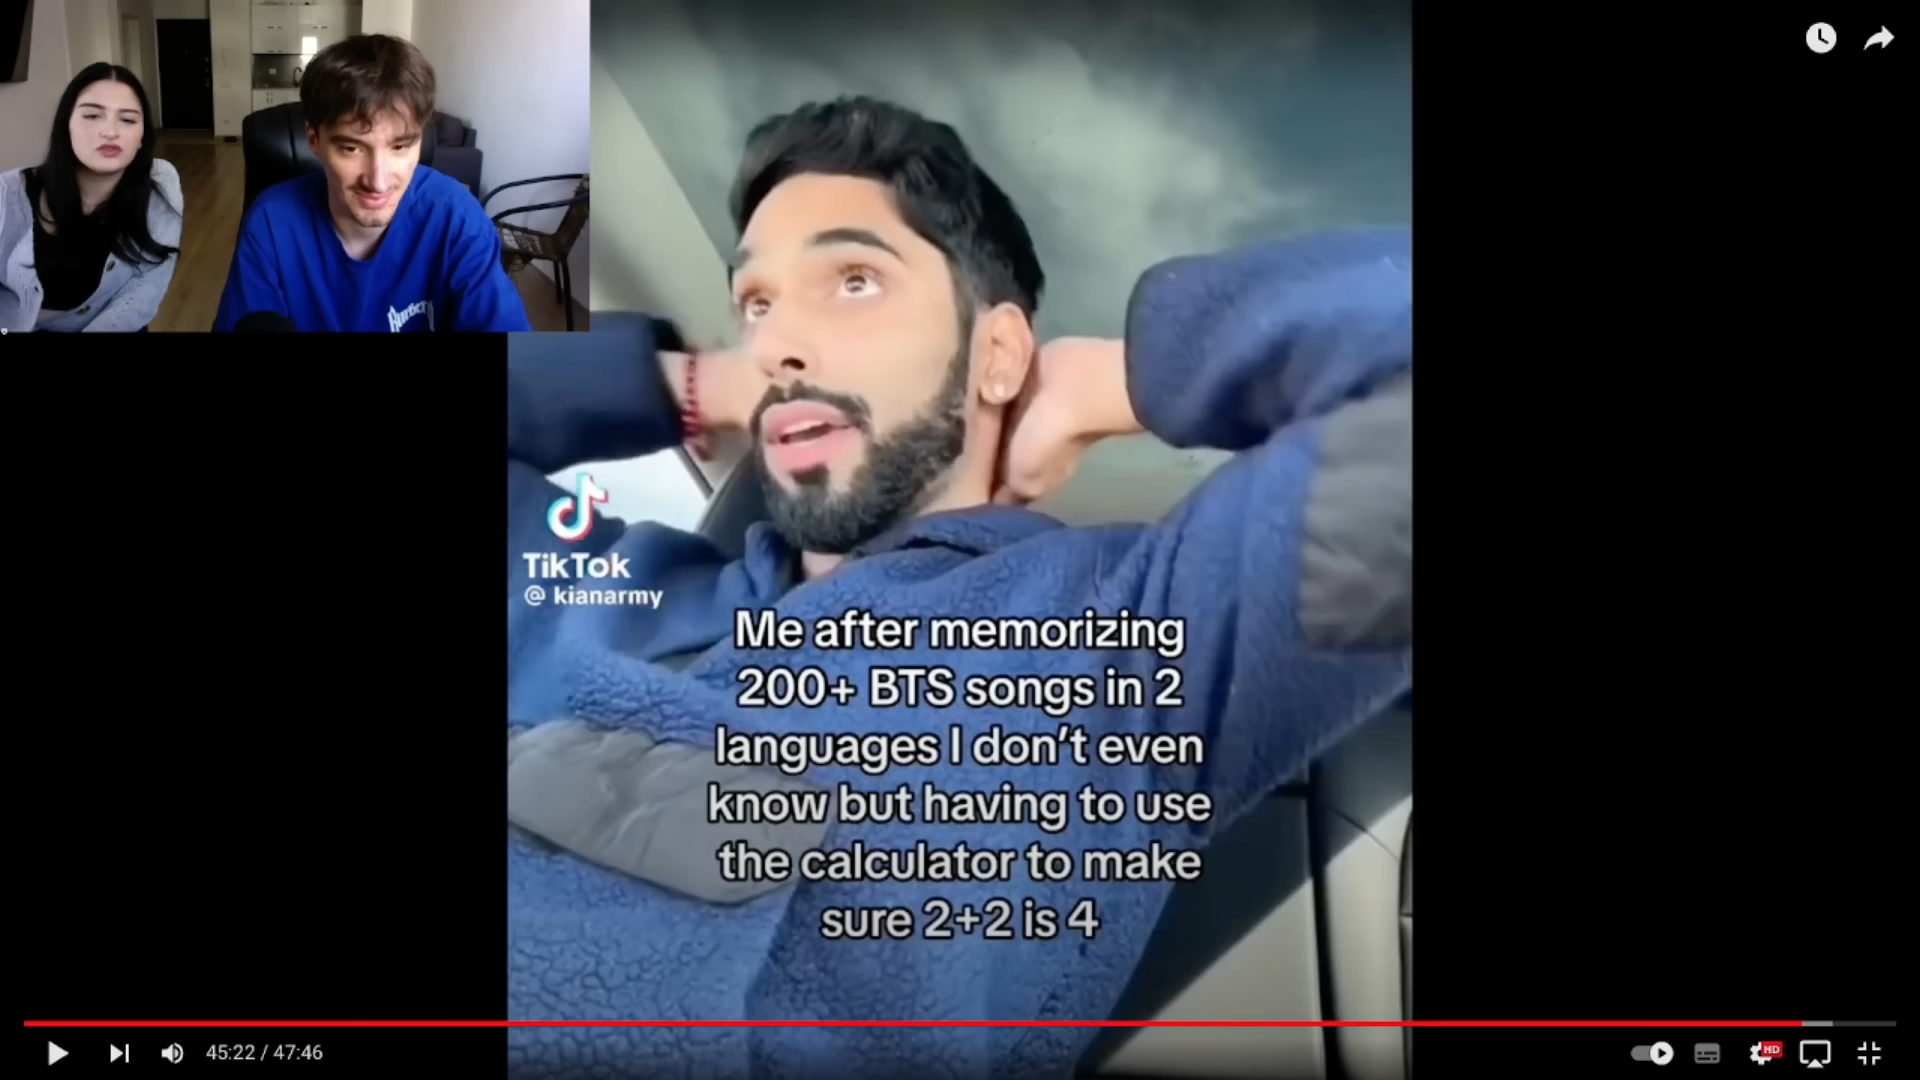 TikTok
@ kianarmy
Me after memorizing
200+ BTS songs in 2
languages I don't even
know but having to use
the calculator to make
sure 2+2 is 4
45:22 / 47:46
HD